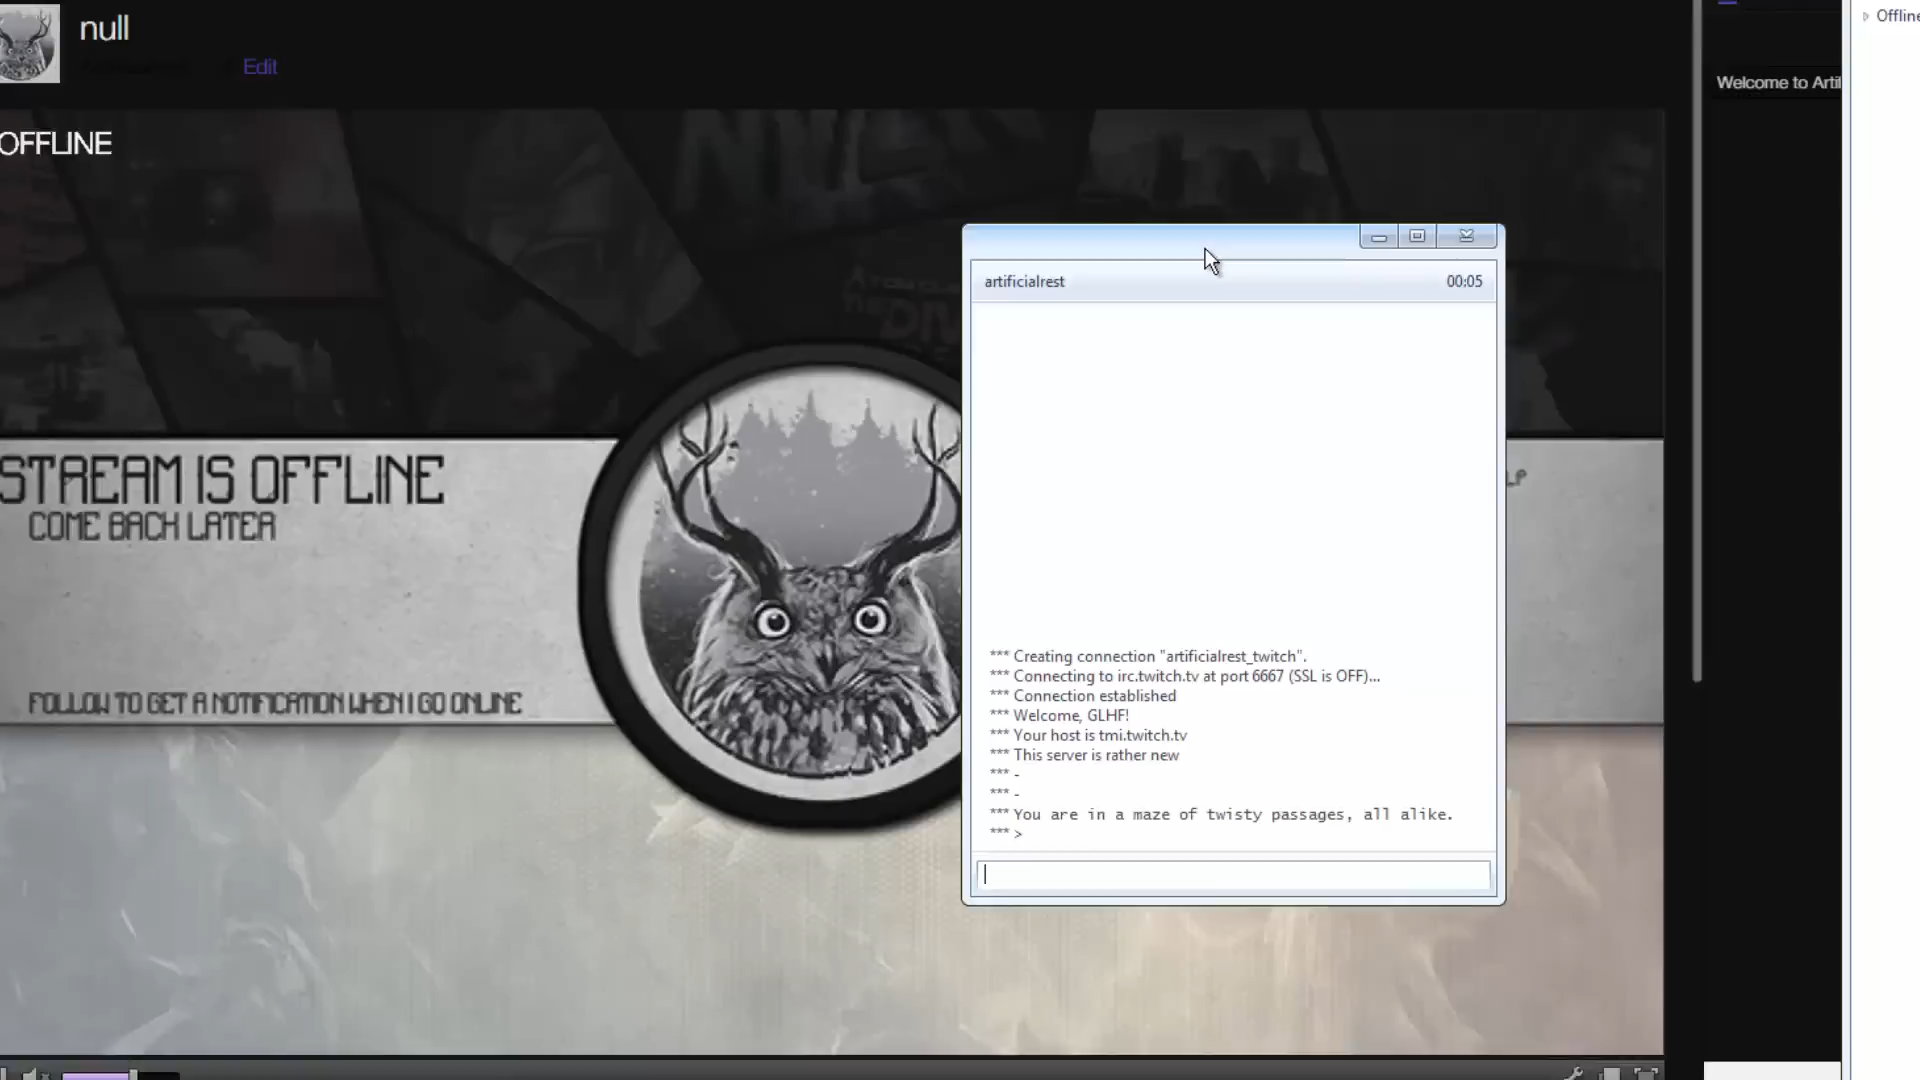 null
Edit
OFFLINE
Offline
Welcome to Arti
STREAM IS OFFLINE
COME BACK LATER
FOLLOW TO GET A NOTIFICATION WHEN I GO ONLINE
artificialrest
00:05
*** Creating connection "artificialrest_twitch".
*** Connecting to irc.twitch.tv at port 6667 (SSL is OFF)...
*** Connection established
*** Welcome, GLHF!
*** Your host is tmi.twitch.tv
*** This server is rather new
*** -
*** -
*** You are in a maze of twisty passages, all alike.
*** >